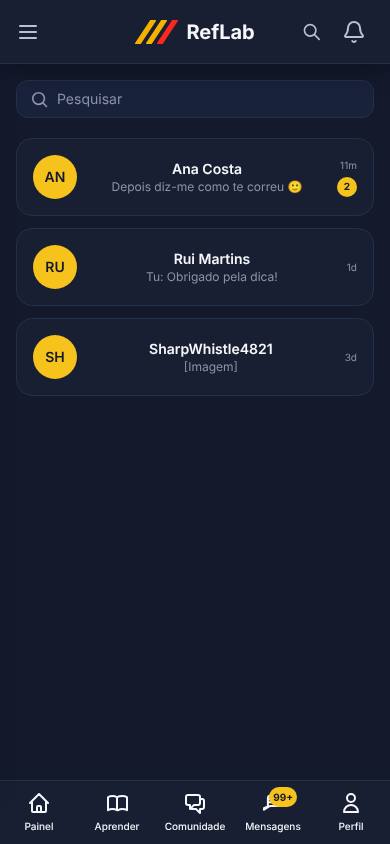 RefLab
Pesquisar
AN
Ana Costa
Depois diz-me como te correu 🙂
11m
2
RU
Rui Martins
Tu: Obrigado pela dica!
1d
SH
SharpWhistle4821
[Imagem]
3d
99+
Painel
Aprender
Comunidade
Mensagens
Perfil